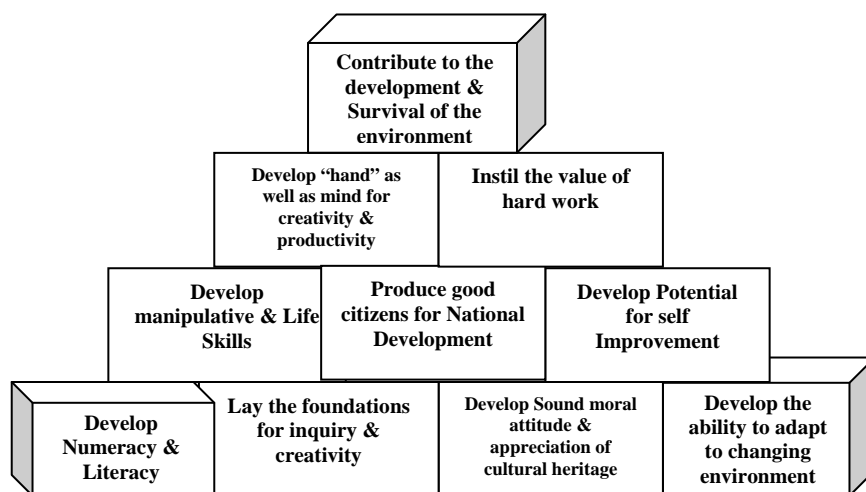 Contribute to the
development &
Survival of the
environment
Develop “hand” as
well as mind for
creativity &
productivity
Instil the value of
hard work
Develop
manipulative & Life
Skills
Produce good
citizens for National
Development
Develop Potential
for self
Improvement
Develop
Numeracy &
Literacy
Lay the foundations
for inquiry &
creativity
Develop Sound moral
attitude &
appreciation of
cultural heritage
Develop the
ability to adapt
to changing
environment